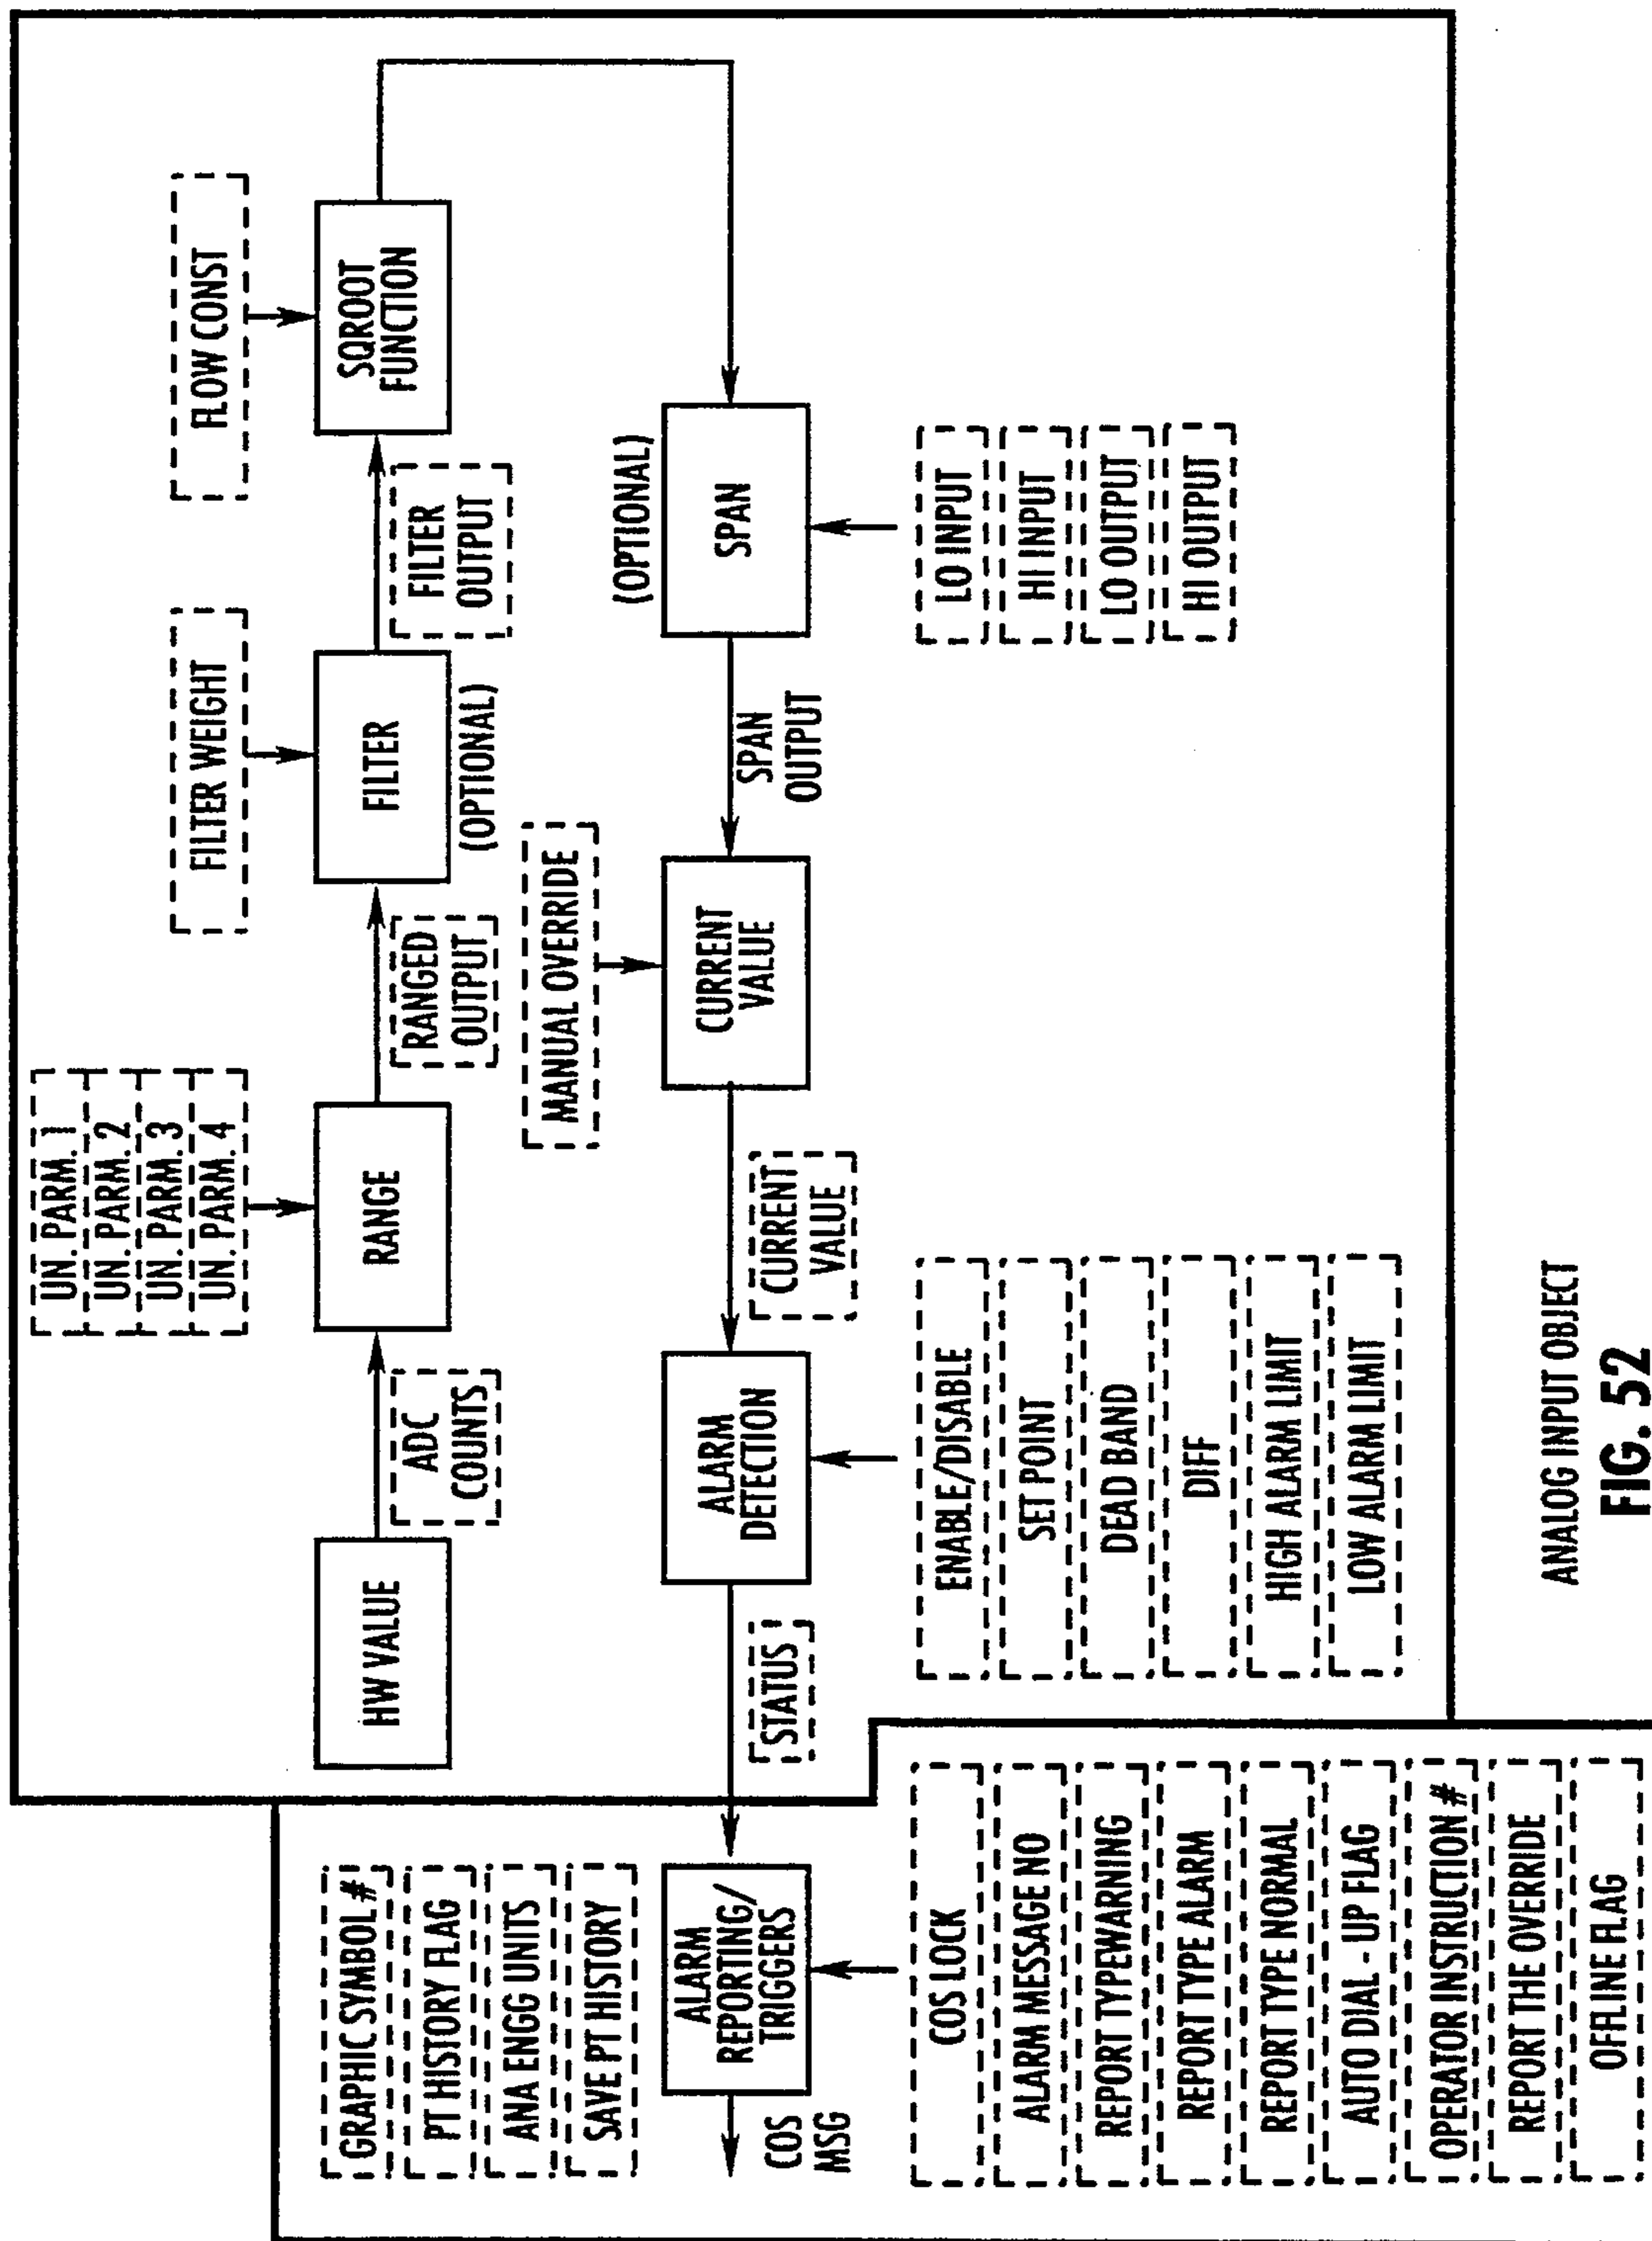 UN. PARM. 1
UN. PARM. 2
UN. PARM. 3
UN. PARM. 4
FILTER WEIGHT
FLOW CONST
HW VALUE
ADC
COUNTS
RANGE
RANGED
OUTPUT
FILTER
(OPTIONAL)
FILTER
OUTPUT
SQROOT
FUNCTION
GRAPHIC SYMBOL #
PT HISTORY FLAG
ANA ENGG UNITS
SAVE PT HISTORY
MANUAL OVERRIDE
(OPTIONAL)
SPAN
SPAN
OUTPUT
CURRENT
VALUE
CURRENT
VALUE
ALARM
DETECTION
STATUS
ALARM
REPORTING/
TRIGGERS
COS
MSG
COS LOCK
ALARM MESSAGE NO
REPORT TYPEWARNING
REPORT TYPE ALARM
REPORT TYPE NORMAL
AUTO DIAL - UP FLAG
OPERATOR INSTRUCTION #
REPORT THE OVERRIDE
OFFLINE FLAG
ENABLE/DISABLE
SET POINT
DEAD BAND
DIFF
HIGH ALARM LIMIT
LOW ALARM LIMIT
LO INPUT
HI INPUT
LO OUTPUT
HI OUTPUT
ANALOG INPUT OBJECT
FIG. 52